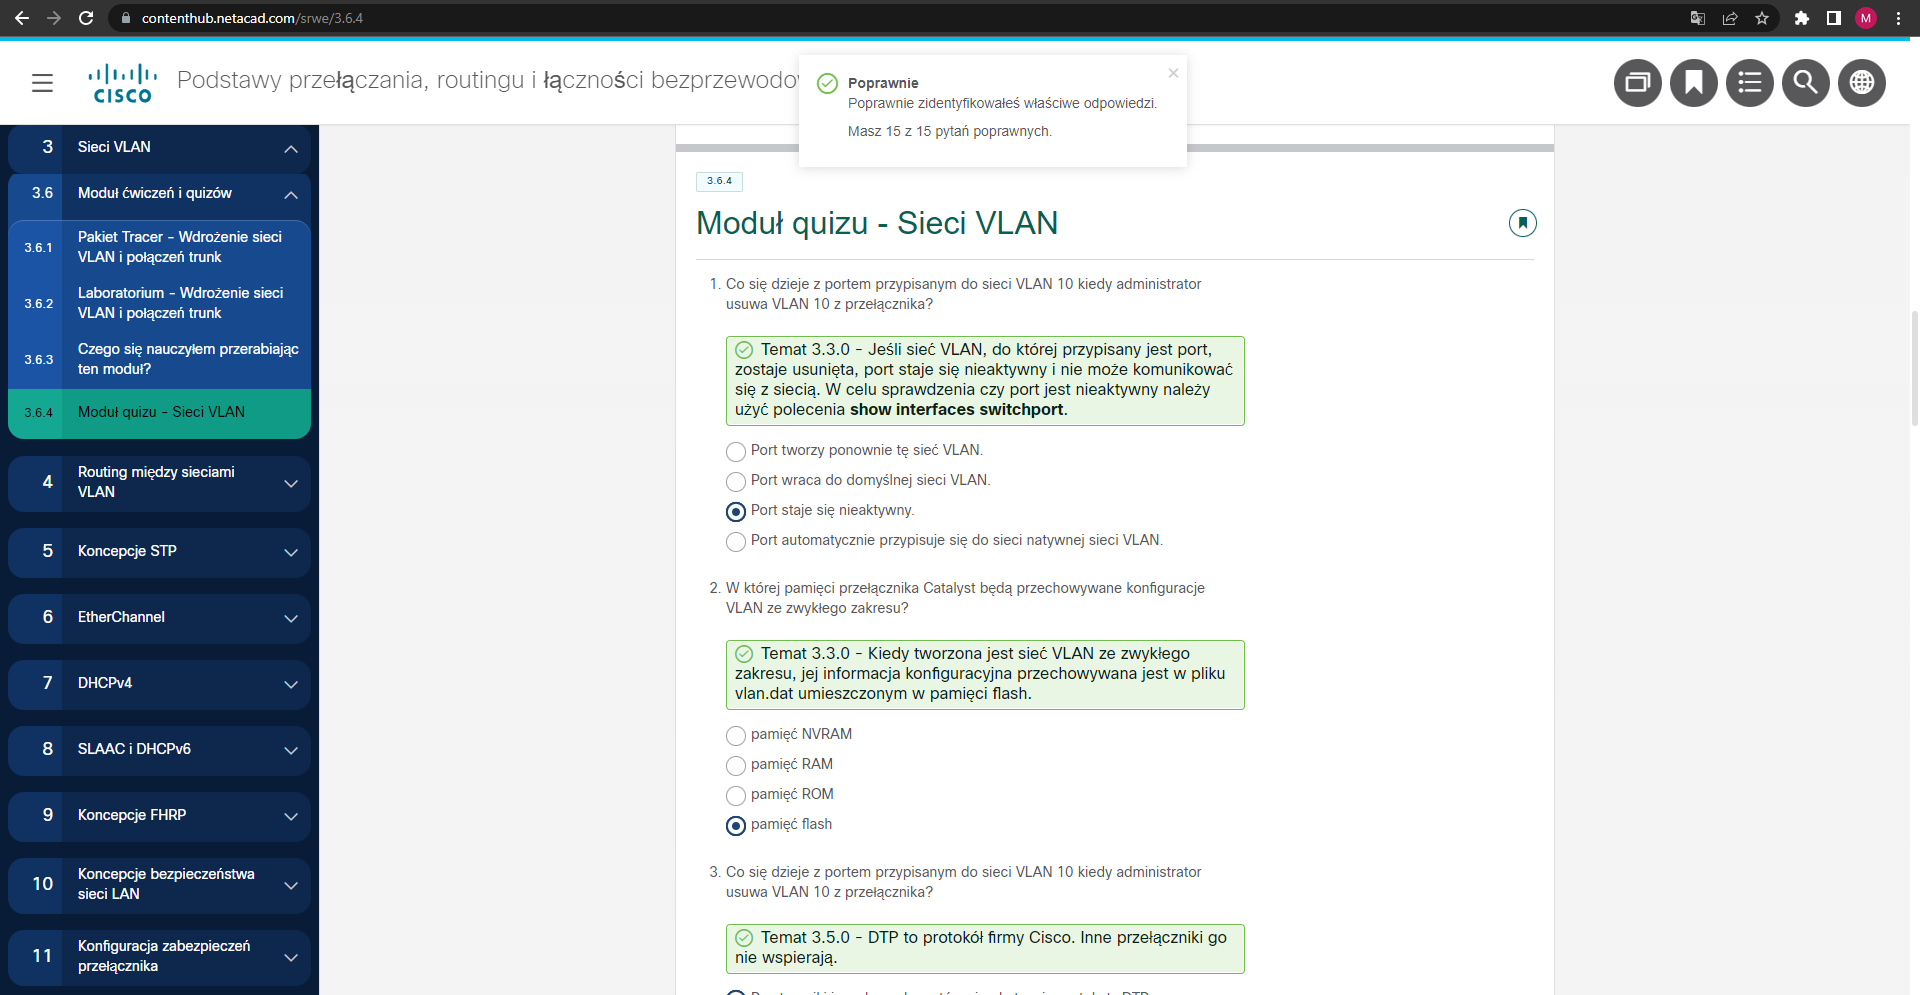 contenthub.netacad.com/srwe/3.6.4
M
CISCO
Podstawy przełączania, routingu i łączności bezprzewodow
Poprawnie
Poprawnie zidentyfikowałeś właściwe odpowiedzi.
Masz 15 z 15 pytań poprawnych.
3 Sieci VLAN
3.6 Moduł ćwiczeń i quizów
3.6.1 Pakiet Tracer - Wdrożenie sieci
VLAN i połączeń trunk
3.6.2 Laboratorium - Wdrożenie sieci
VLAN i połączeń trunk
3.6.3 Czego się nauczyłem przerabiając
ten moduł?
3.6.4 Moduł quizu - Sieci VLAN
4 Routing między sieciami
VLAN
5 Koncepcje STP
6 EtherChannel
7 DHCPv4
8 SLAAC i DHCPv6
9 Koncepcje FHRP
10 Koncepcje bezpieczeństwa
sieci LAN
11 Konfiguracja zabezpieczeń
przełącznika
3.6.4
Moduł quizu - Sieci VLAN
1. Co się dzieje z portem przypisanym do sieci VLAN 10 kiedy administrator
usuwa VLAN 10 z przełącznika?
Temat 3.3.0 - Jeśli sieć VLAN, do której przypisany jest port,
zostaje usunięta, port staje się nieaktywny i nie może komunikować
się z siecią. W celu sprawdzenia czy port jest nieaktywny należy
użyć polecenia show interfaces switchport.
Port tworzy ponownie tę sieć VLAN.
Port wraca do domyślnej sieci VLAN.
Port staje się nieaktywny.
Port automatycznie przypisuje się do sieci natywnej sieci VLAN.
2. W której pamięci przełącznika Catalyst będą przechowywane konfiguracje
VLAN ze zwykłego zakresu?
Temat 3.3.0 - Kiedy tworzona jest sieć VLAN ze zwykłego
zakresu, jej informacja konfiguracyjna przechowywana jest w pliku
vlan.dat umieszczonym w pamięci flash.
pamięć NVRAM
pamięć RAM
pamięć ROM
pamięć flash
3. Co się dzieje z portem przypisanym do sieci VLAN 10 kiedy administrator
usuwa VLAN 10 z przełącznika?
Temat 3.5.0 - DTP to protokół firmy Cisco. Inne przełączniki go
nie wspierają.